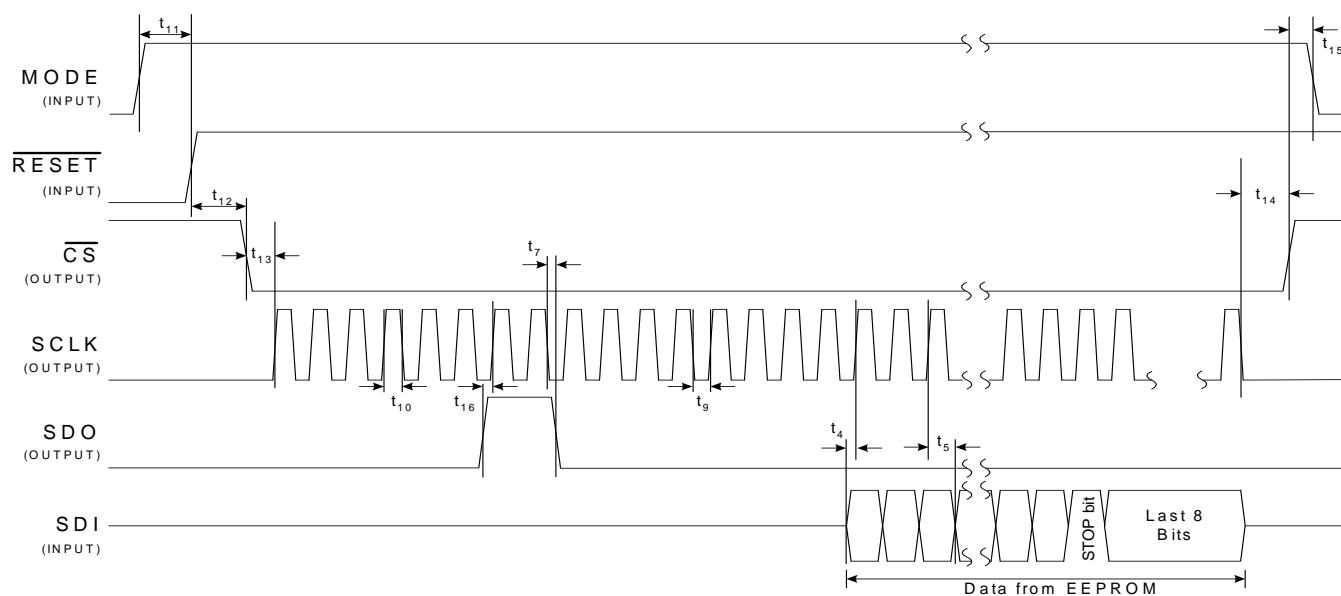 t11
t15
MODE
(INPUT)
RESET
(INPUT)
t12
t14
CS
(OUTPUT)
t13
t7
SCLK
(OUTPUT)
t10
t16
t9
SDO
(OUTPUT)
t4
t5
SDI
(INPUT)
STOP bit
Last 8
Bits
Data from EEPROM